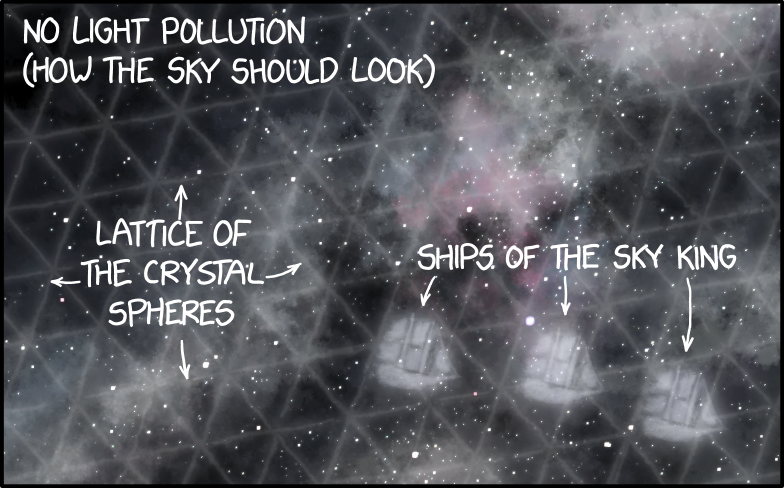 NO LIGHT POLLUTION
(HOW THE SKY SHOULD LOOK)
LATTICE OF
THE CRYSTAL
SPHERES
SHIPS OF THE SKY KING